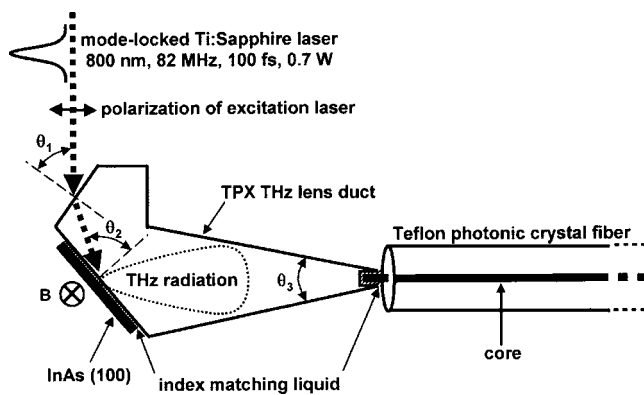 mode-locked Ti:Sapphire laser
800 nm, 82 MHz, 100 fs, 0.7 W
polarization of excitation laser
θ1
TPX THz lens duct
Teflon photonic crystal fiber
θ2
THz radiation
θ3
B
core
InAs (100)
index matching liquid